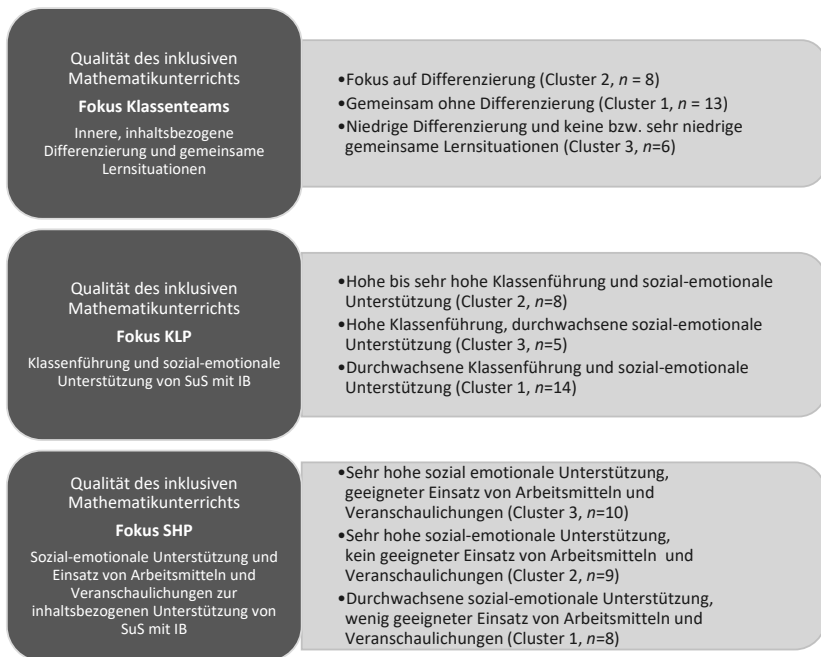 Qualität des inklusiven
Mathematikunterrichts
Fokus Klassenteams
Innere, inhaltsbezogene
Differenzierung und gemeinsame
Lernsituationen
•Fokus auf Differenzierung (Cluster 2, n = 8)
•Gemeinsam ohne Differenzierung (Cluster 1, n = 13)
•Niedrige Differenzierung und keine bzw. sehr niedrige
gemeinsame Lernsituationen (Cluster 3, n=6)
Qualität des inklusiven
Mathematikunterrichts
Fokus KLP
Klassenführung und sozial-emotionale
Unterstützung von SuS mit IB
•Hohe bis sehr hohe Klassenführung und sozial-emotionale
Unterstützung (Cluster 2, n=8)
•Hohe Klassenführung, durchwachsene sozial-emotionale
Unterstützung (Cluster 3, n=5)
•Durchwachsene Klassenführung und sozial-emotionale
Unterstützung (Cluster 1, n=14)
Qualität des inklusiven
Mathematikunterrichts
Fokus SHP
Sozial-emotionale Unterstützung und
Einsatz von Arbeitsmitteln und
Veranschaulichungen zur
inhaltsbezogenen Unterstützung von
SuS mit IB
•Sehr hohe sozial emotionale Unterstützung,
geeigneter Einsatz von Arbeitsmitteln und
Veranschaulichungen (Cluster 3, n=10)
•Sehr hohe sozial-emotionale Unterstützung,
kein geeigneter Einsatz von Arbeitsmitteln und
Veranschaulichungen (Cluster 2, n=9)
•Durchwachsene sozial-emotionale Unterstützung,
wenig geeigneter Einsatz von Arbeitsmitteln und
Veranschaulichungen (Cluster 1, n=8)